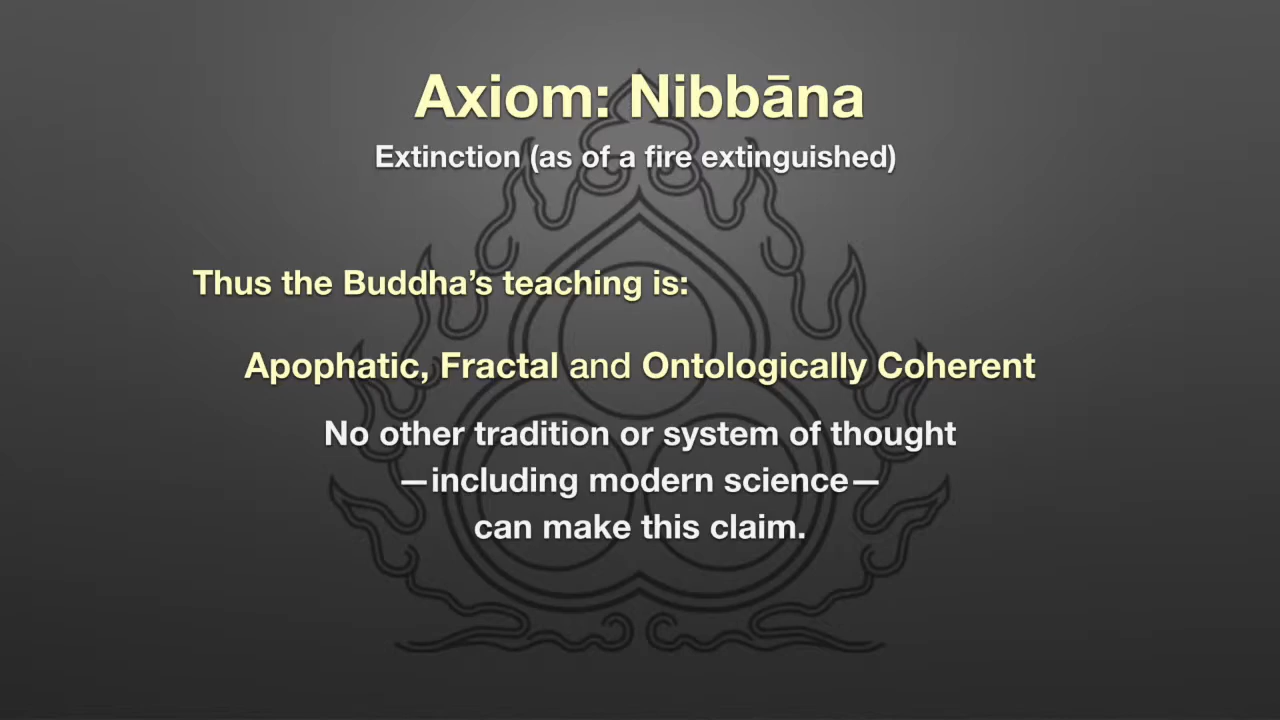 Axiom: Nibbāna
Extinction (as of a fire extinguished)
Thus the Buddha’s teaching is:
Apophatic, Fractal and Ontologically Coherent
No other tradition or system of thought
—including modern science—
can make this claim.